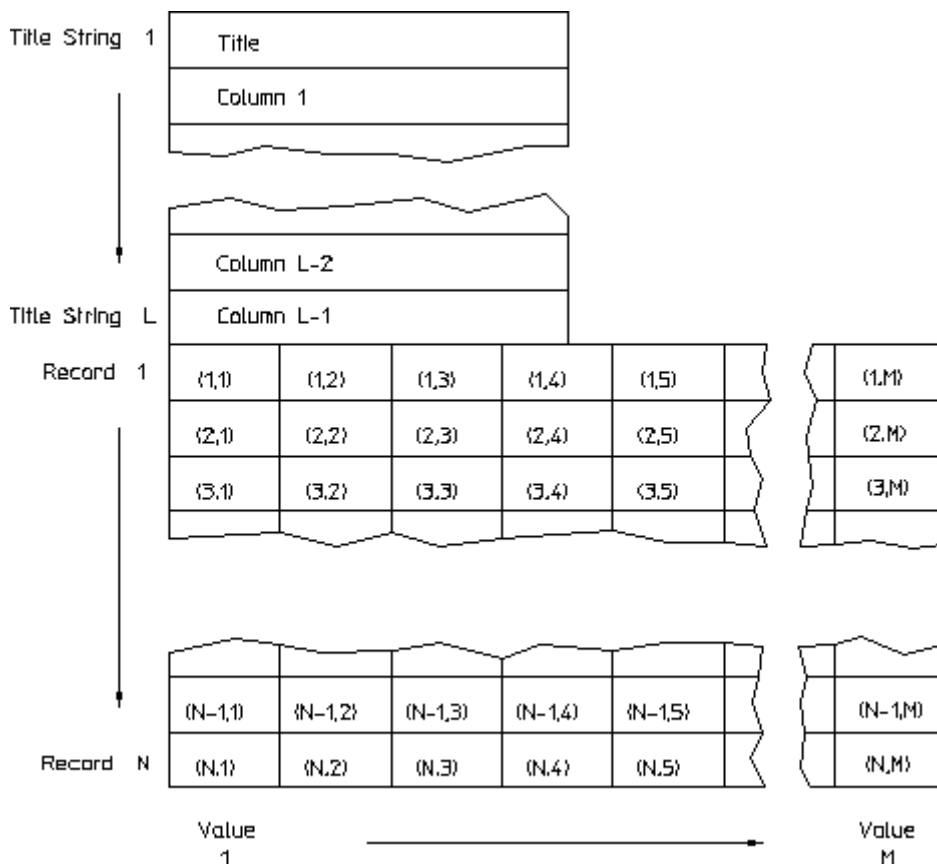 Title String 1
Title
Column 1
Column L-2
Title String L
Column L-1
Record 1
(1,1) (1,2) (1,3) (1,4) (1,5) (1,M)
(2,1) (2,2) (2,3) (2,4) (2,5) (2,M)
(3,1) (3,2) (3,3) (3,4) (3,5) (3,M)
(N-1,1) (N-1,2) (N-1,3) (N-1,4) (N-1,5) (N-1,M)
Record N
(N,1) (N,2) (N,3) (N,4) (N,5) (N,M)
Value
1
Value
M